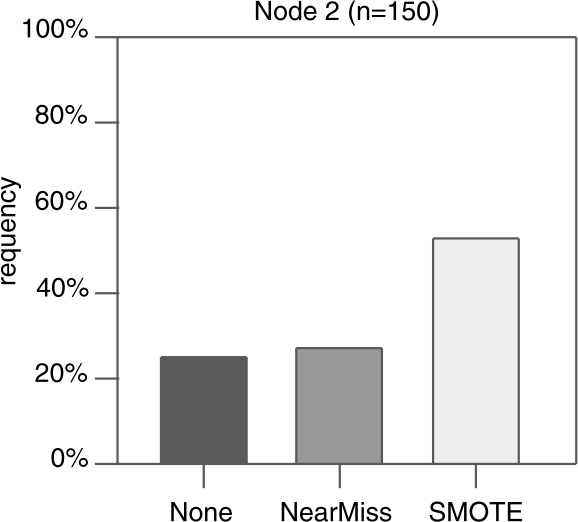 Node 2 (n=150)
100%
80%
60%
40%
20%
0%
requency
None NearMiss SMOTE